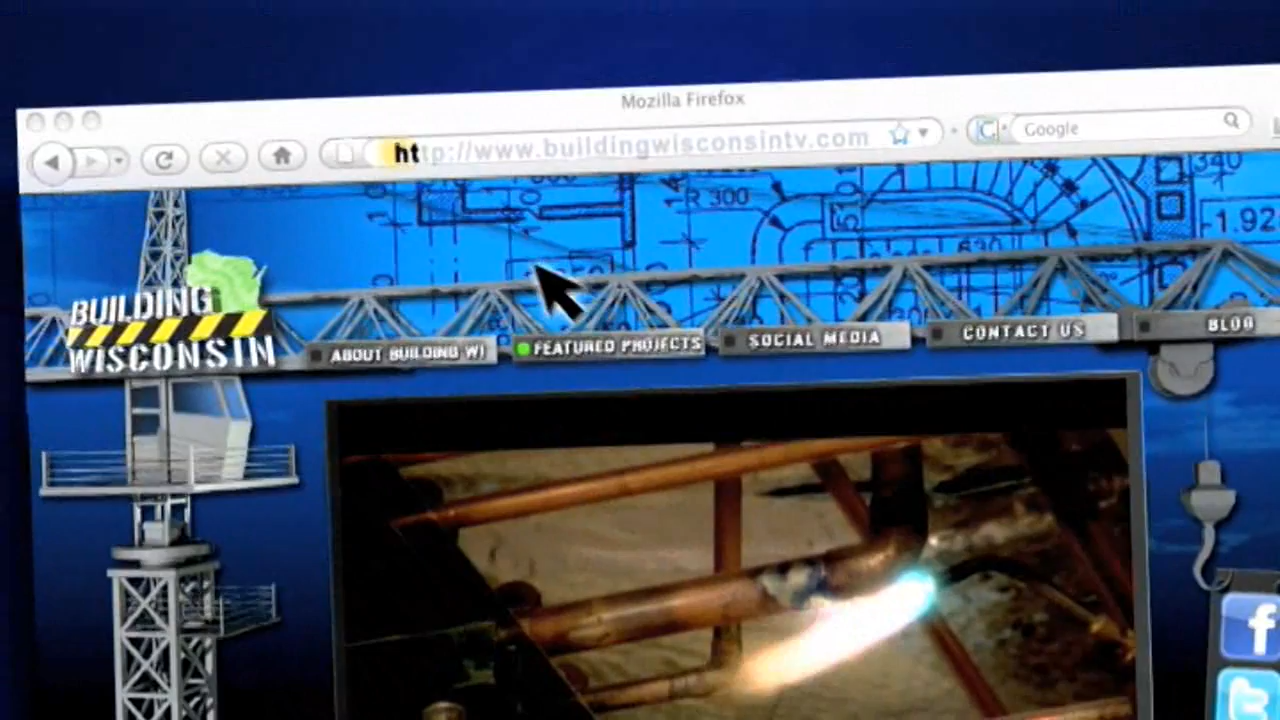 Mozilla Firefox
http://www.buildingwisconsintv.com
Google
340
R 300
1.92
630
BUILDING
WISCONSIN
ABOUT BUILDING WI
FEATURED PROJECTS
SOCIAL MEDIA
CONTACT US
BLOG
f
t